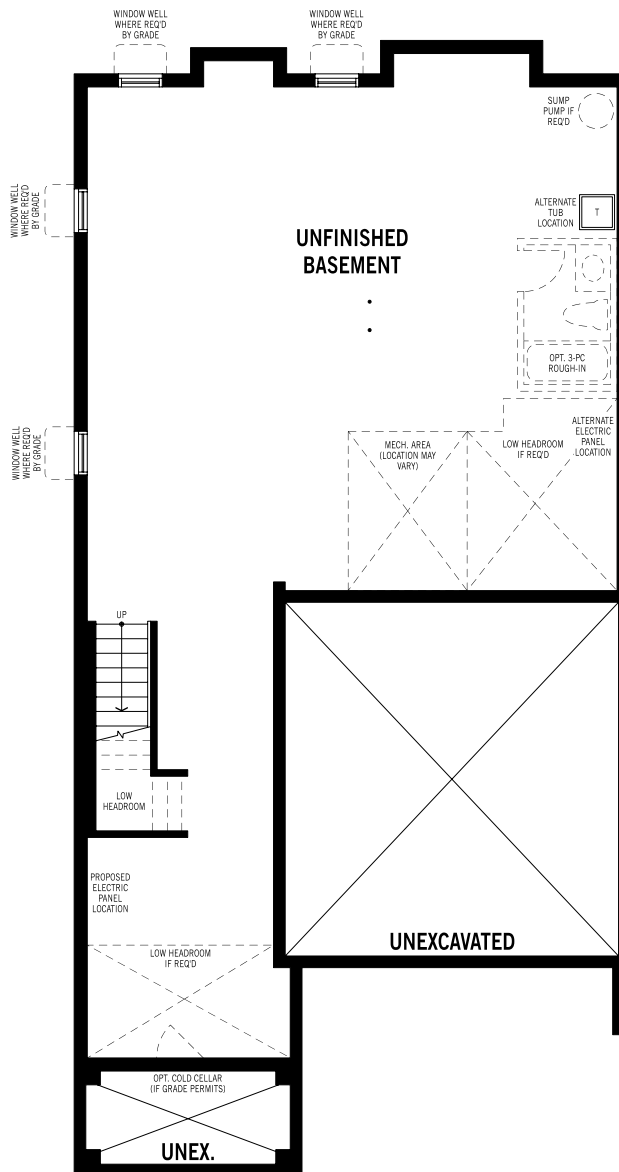 WINDOW WELL
WHERE REQ'D
BY GRADE
WINDOW WELL
WHERE REQ'D
BY GRADE
SUMP
PUMP IF
REQ'D
WINDOW WELL
WHERE REQ'D
BY GRADE
ALTERNATE
TUB
LOCATION
T
UNFINISHED
BASEMENT
OPT. 3-PC
ROUGH-IN
WINDOW WELL
WHERE REQ'D
BY GRADE
MECH. AREA
(LOCATION MAY
VARY)
LOW HEADROOM
IF REQ'D
ALTERNATE
ELECTRIC
PANEL
LOCATION
UP
LOW
HEADROOM
PROPOSED
ELECTRIC
PANEL
LOCATION
UNEXCAVATED
LOW HEADROOM
IF REQ'D
OPT. COLD CELLAR
(IF GRADE PERMITS)
UNEX.